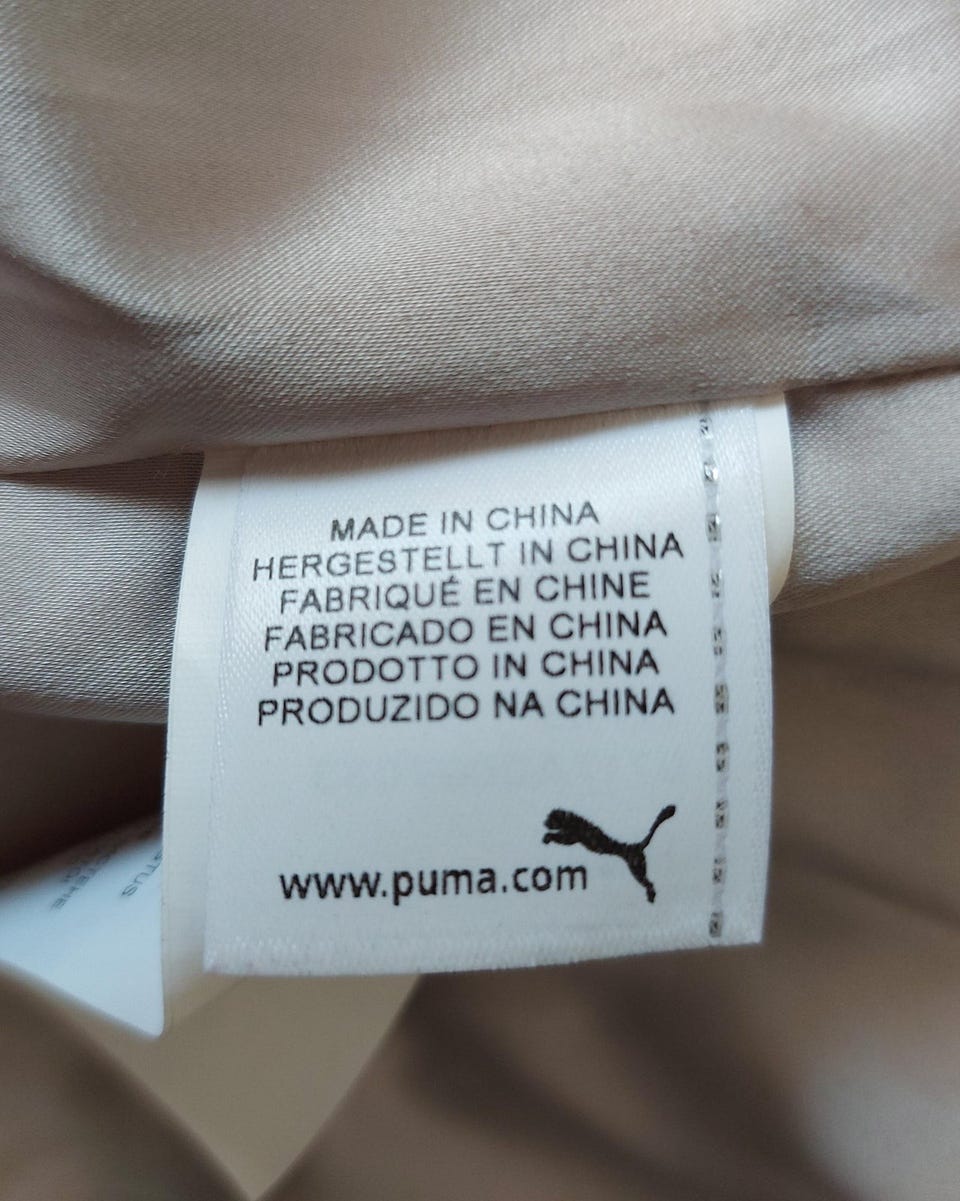 MADE IN CHINA
HERGESTELLT IN CHINA
FABRIQUÉ EN CHINE
FABRICADO EN CHINA
PRODOTTO IN CHINA
PRODUZIDO NA CHINA
www.puma.com